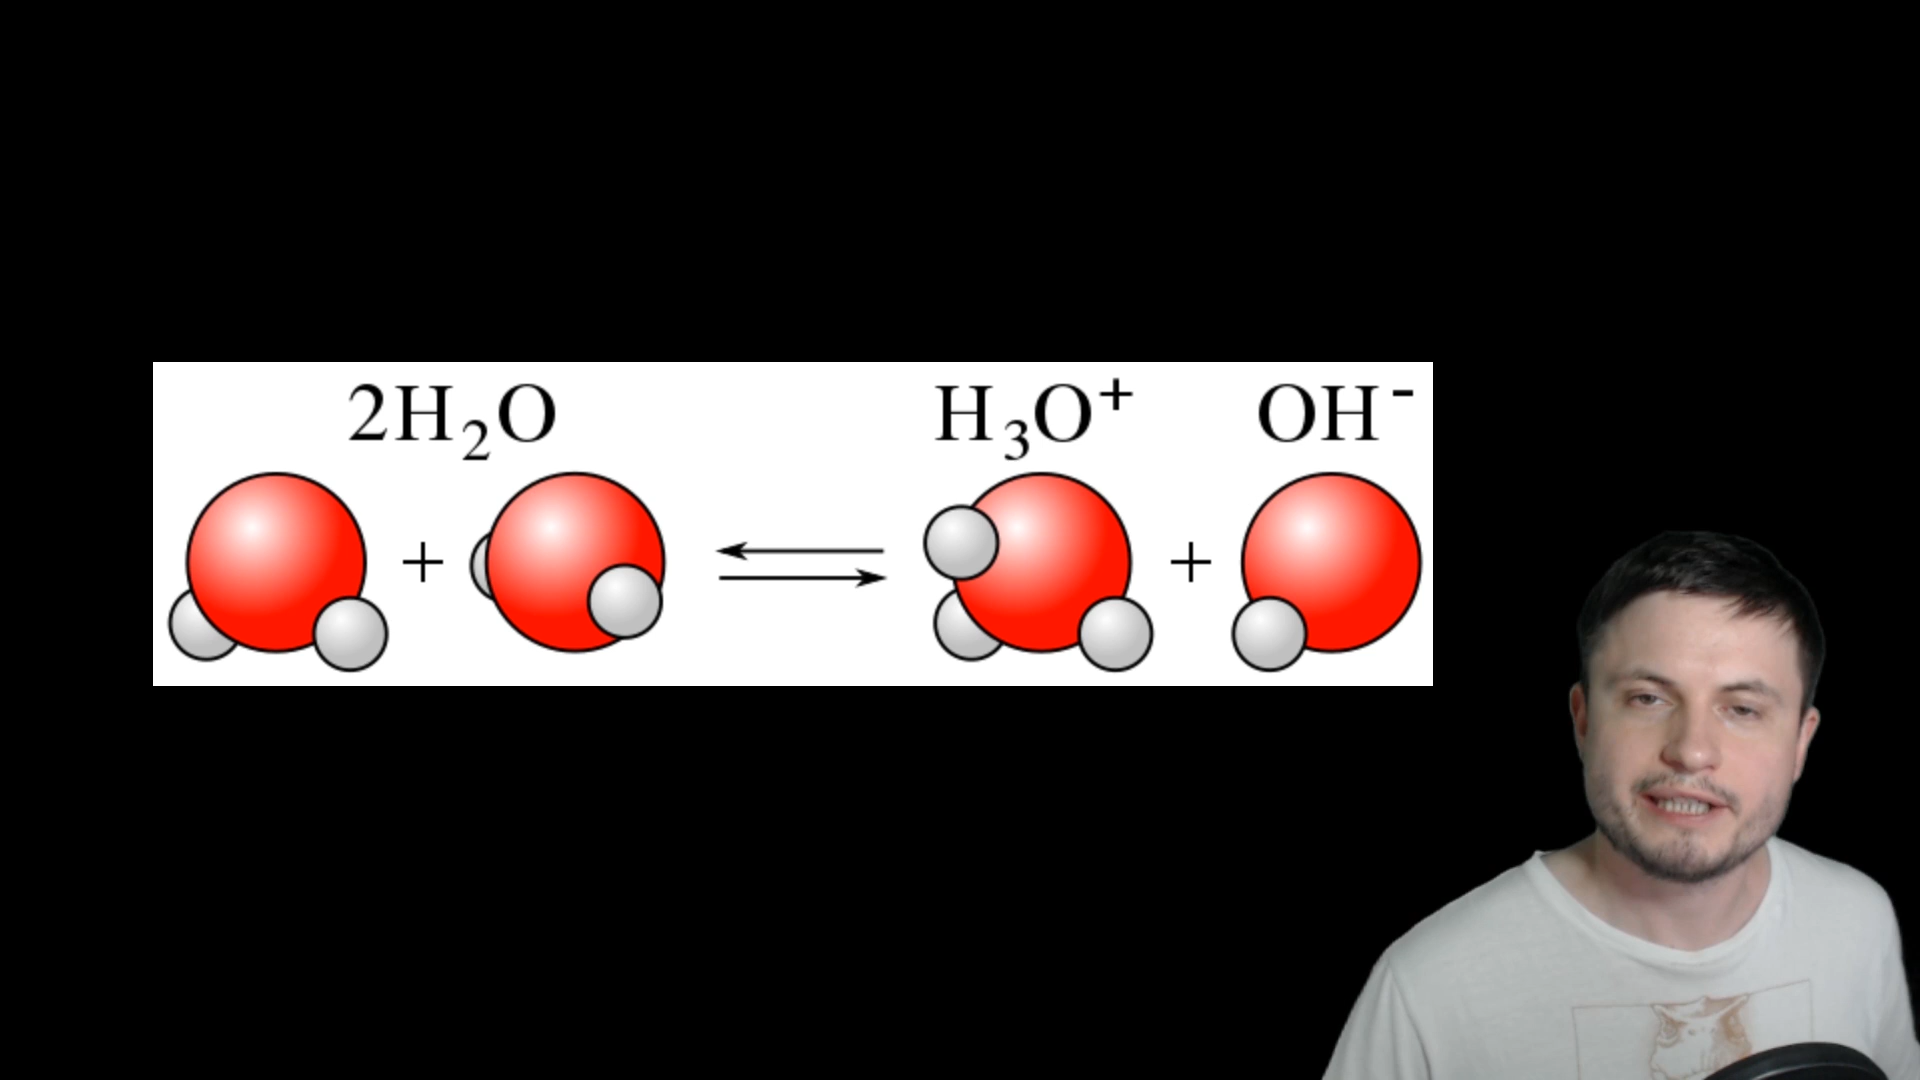 2H₂O H₃O⁺ OH⁻
+ +